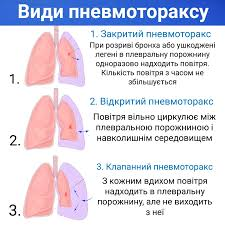 Види пневмотораксу
1. Закритий пневмоторакс
При розриві бронха або ушкодженні
легені в плевральну порожнину
одноразово надходить повітря.
Кількість повітря з часом не
збільшується
1.
2. Відкритий пневмоторакс
Повітря вільно циркулює між
плевральною порожниною і
навколишнім середовищем
2.
3. Клапанний пневмоторакс
З кожним вдихом повітря
надходить в плевральну
порожнину, але не виходить
з неї
3.